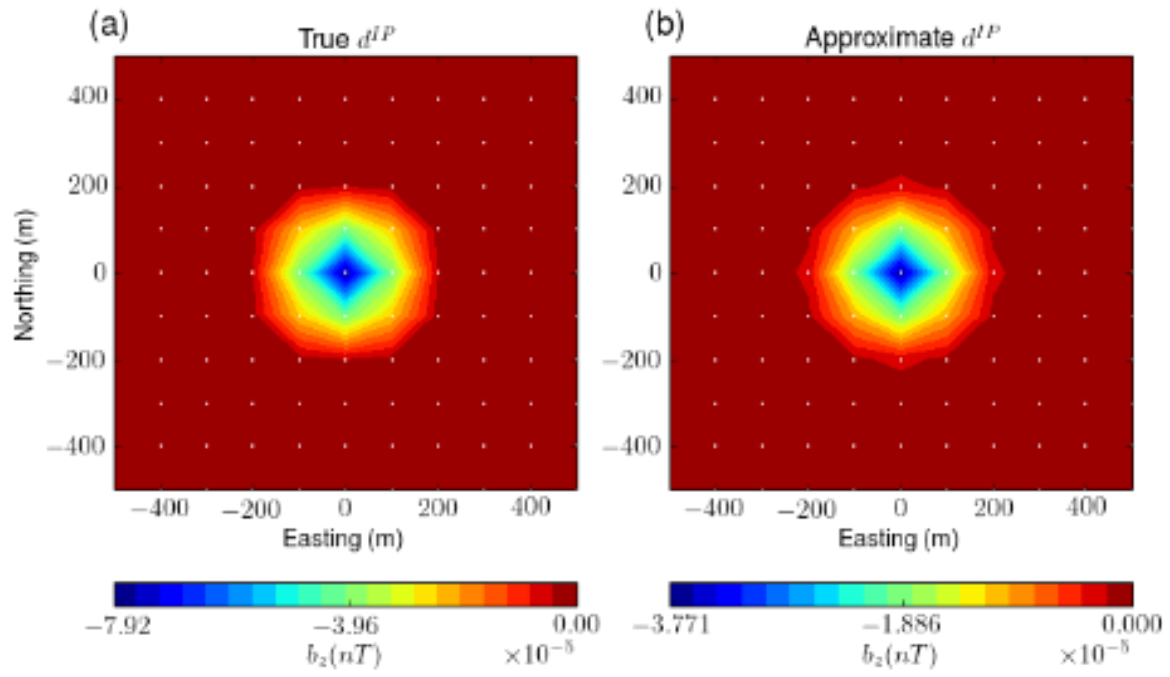 (a) True d^{IP}
(b) Approximate d^{IP}
Northing (m)
400
200
0
−200
−400
−400 −200 0 200 400
Easting (m)
400
200
0
−200
−400
−400 −200 0 200 400
Easting (m)
−7.92 −3.96 0.00
b_z(nT) ×10^{−5}
−3.771 −1.886 0.000
b_z(nT) ×10^{−5}